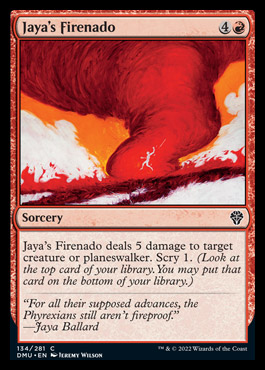 Jaya's Firenado 4
Sorcery
Jaya's Firenado deals 5 damage to target
creature or planeswalker. Scry 1. (Look at
the top card of your library. You may put that
card on the bottom of your library.)
"For all their supposed advances, the
Phyrexians still aren't fireproof."
—Jaya Ballard
134/281 C
DMU • EN Jeremy Wilson
™ & © 2022 Wizards of the Coast